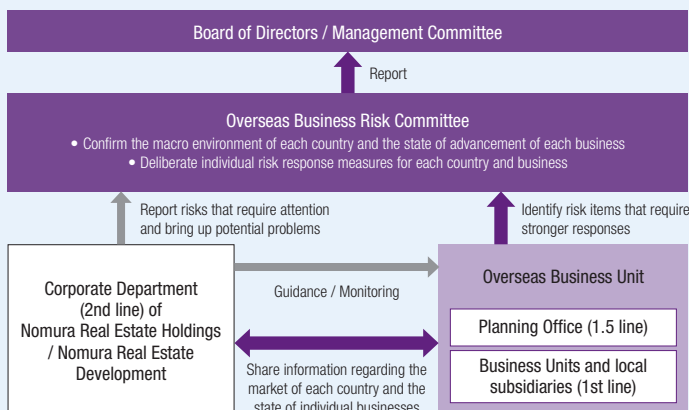 Board of Directors / Management Committee
Report
Overseas Business Risk Committee
• Confirm the macro environment of each country and the state of advancement of each business
• Deliberate individual risk response measures for each country and business
Report risks that require attention
and bring up potential problems
Identify risk items that require
stronger responses
Corporate Department
(2nd line) of
Nomura Real Estate Holdings
/ Nomura Real Estate
Development
Guidance / Monitoring
Share information regarding the
market of each country and the
state of individual businesses
Overseas Business Unit
Planning Office (1.5 line)
Business Units and local
subsidiaries (1st line)